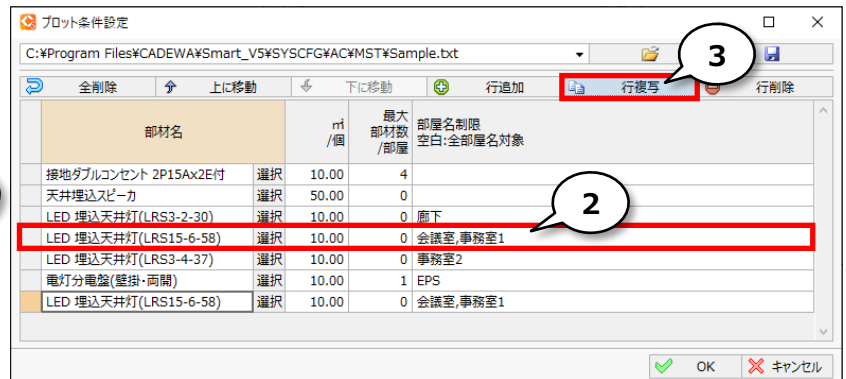 プロット条件設定
C:¥Program Files¥CADEWA¥Smart_V5¥SYSCFG¥AC¥MST¥Sample.txt
3
全削除 上に移動 下に移動 行追加 行複写 行削除
部材名 ㎡/個 最大部材数/部屋 部屋名制限
空白:全部屋名対象
接地ダブルコンセント 2P15Ax2E付 選択 10.00 4
天井埋込スピーカ 選択 50.00 0
2
LED 埋込天井灯(LRS3-2-30) 選択 10.00 0 廊下
LED 埋込天井灯(LRS15-6-58) 選択 10.00 0 会議室,事務室1
LED 埋込天井灯(LRS3-4-37) 選択 10.00 0 事務室2
電灯分電盤(壁掛・両開) 選択 10.00 1 EPS
LED 埋込天井灯(LRS15-6-58) 選択 10.00 0 会議室,事務室1
OK キャンセル